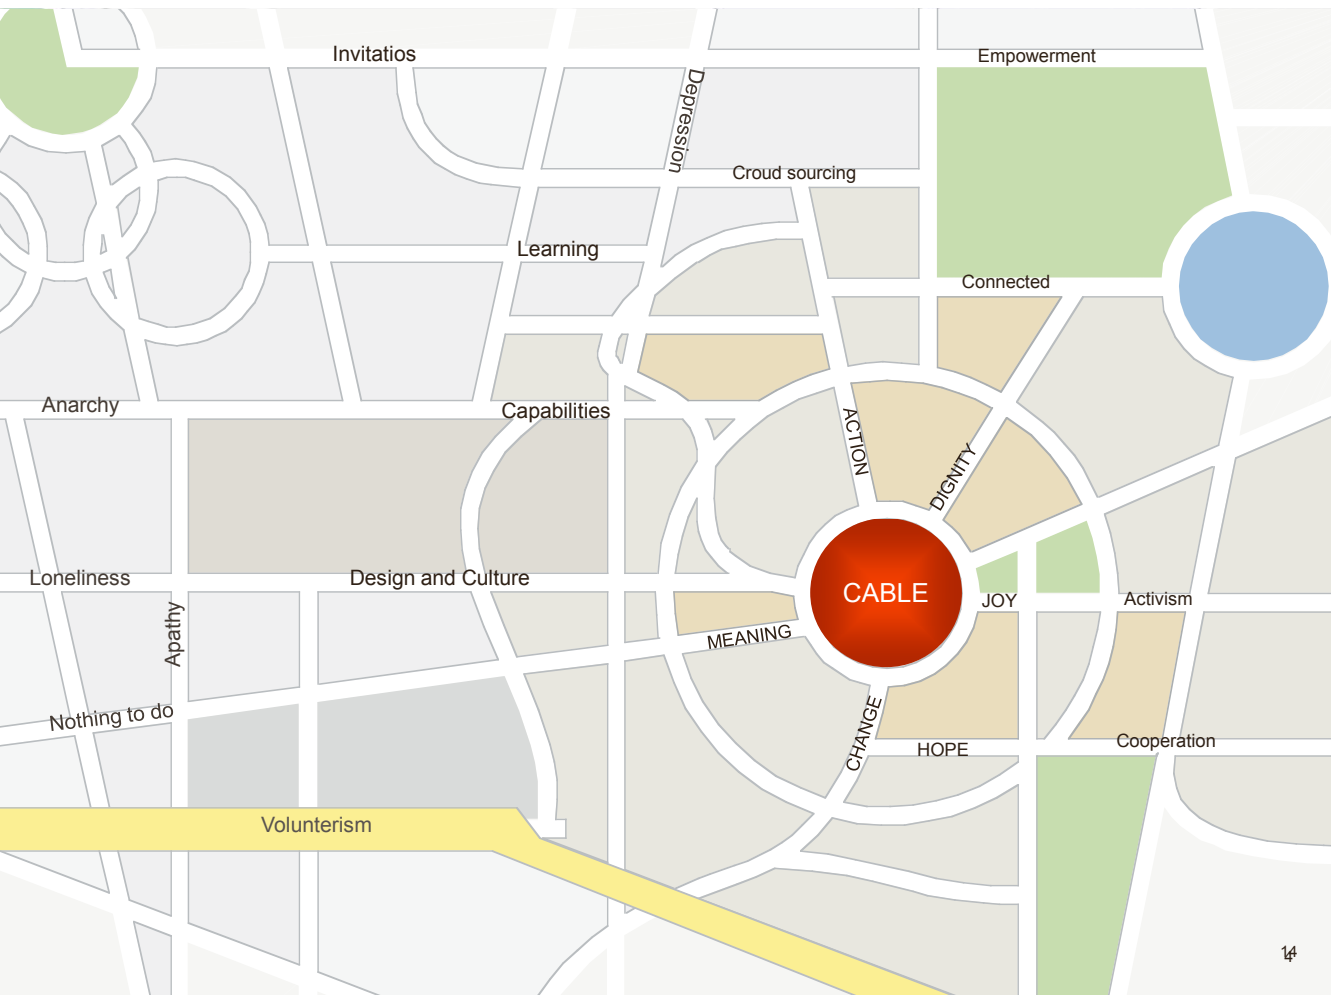 Invitatios
Empowerment
Depression
Croud sourcing
Learning
Connected
Anarchy
Capabilities
ACTION
DIGNITY
Loneliness
Design and Culture
CABLE
JOY
Activism
Apathy
MEANING
Nothing to do
CHANGE
HOPE
Cooperation
Volunterism
14